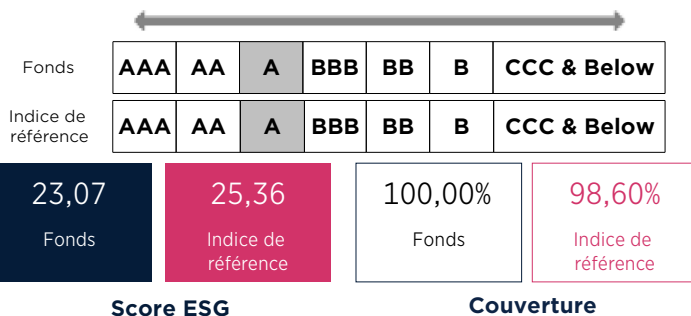 Fonds AAA AA A BBB BB B CCC & Below
Indice de
référence
AAA AA A BBB BB B CCC & Below
23,07 25,36 100,00% 98,60%
Fonds Indice de Fonds Indice de
référence référence
Score ESG Couverture